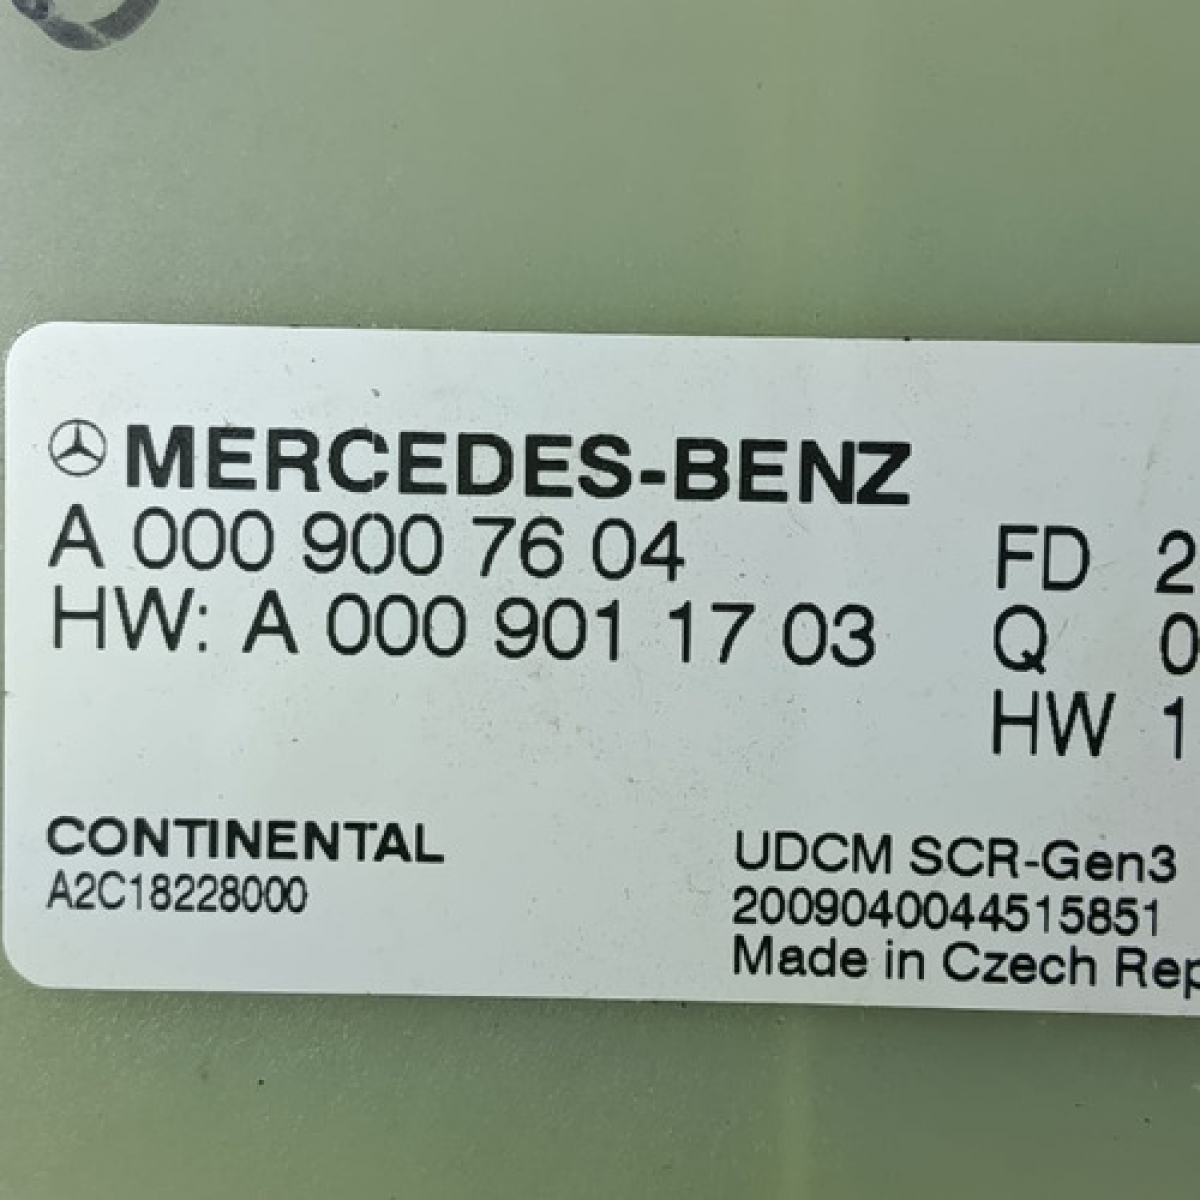 MERCEDES-BENZ
A 000 900 76 04
HW: A 000 901 17 03
FD 2
Q 0
HW 1
CONTINENTAL
A2C18228000
UDCM SCR-Gen3
2009040044515851
Made in Czech Rep